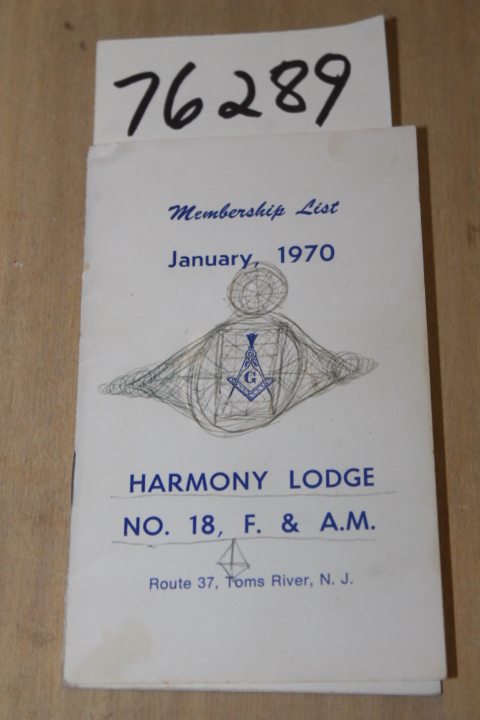 76289
Membership List
January, 1970
G
HARMONY LODGE
NO. 18, F. & A.M.
Route 37, Toms River, N. J.